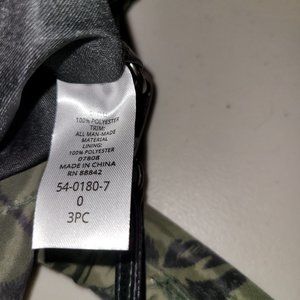 100% POLYESTER
TRIM:
ALL MAN-MADE
MATERIAL
LINING:
100% POLYESTER
07808
MADE IN CHINA
RN 88842
54-0180-7
0
3PC